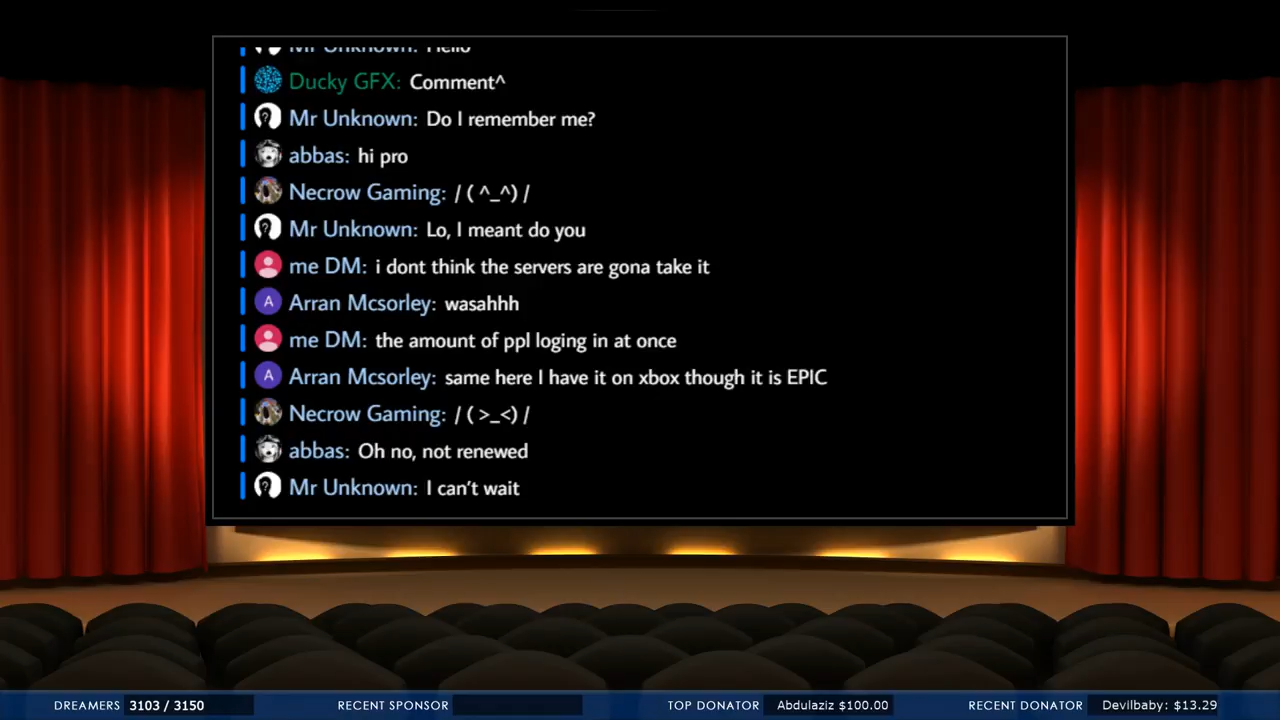 Mr Unknown: Hello
Ducky GFX: Comment^
Mr Unknown: Do I remember me?
abbas: hi pro
Necrow Gaming: / ( ^_^) /
Mr Unknown: Lo, I meant do you
me DM: i dont think the servers are gona take it
A Arran Mcsorley: wasahhh
me DM: the amount of ppl loging in at once
A Arran Mcsorley: same here I have it on xbox though it is EPIC
Necrow Gaming: / ( >_<) /
abbas: Oh no, not renewed
Mr Unknown: I can't wait
DREAMERS 3103 / 3150 RECENT SPONSOR TOP DONATOR Abdulaziz $100.00 RECENT DONATOR Devilbaby: $13.29